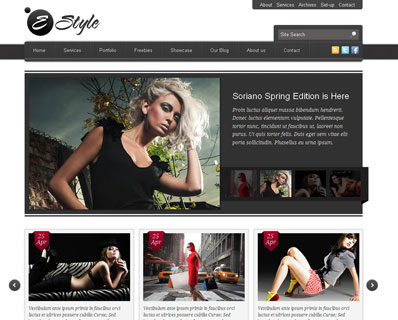 About Services Archives Set-up Contact
e Style
Site Search
Home Services Portfolio Freebies Showcase Our Blog About us Contact
Soriano Spring Edition is Here
Proin luctus aliquet massa bibendum hendrerit.
Donec luctus elementum vulputate. Pellentesque
tortor nunc, tincidunt ut faucibus ut, laoreet non
purus. Ut quis tortor felis. Duis eget sem vitae elit
porta sollicitudin. Phasellus eu urna ipsum.
25 Apr
25 Apr
25 Apr
Vestibulum ante ipsum primis in faucibus orci
luctus et ultrices posuere cubilia Curae; Sed
Vestibulum ante ipsum primis in faucibus orci
luctus et ultrices posuere cubilia Curae; Sed
Vestibulum ante ipsum primis in faucibus orci
luctus et ultrices posuere cubilia Curae; Sed